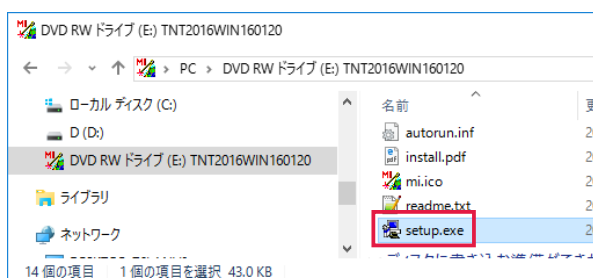 DVD RW ドライブ (E:) TNT2016WIN160120
PC > DVD RW ドライブ (E:) TNT2016WIN160120
ローカル ディスク (C:)
D (D:)
DVD RW ドライブ (E:) TNT2016WIN160120
ライブラリ
ネットワーク
名前
autorun.inf
install.pdf
mi.ico
readme.txt
setup.exe
14 個の項目 1 個の項目を選択 43.0 KB